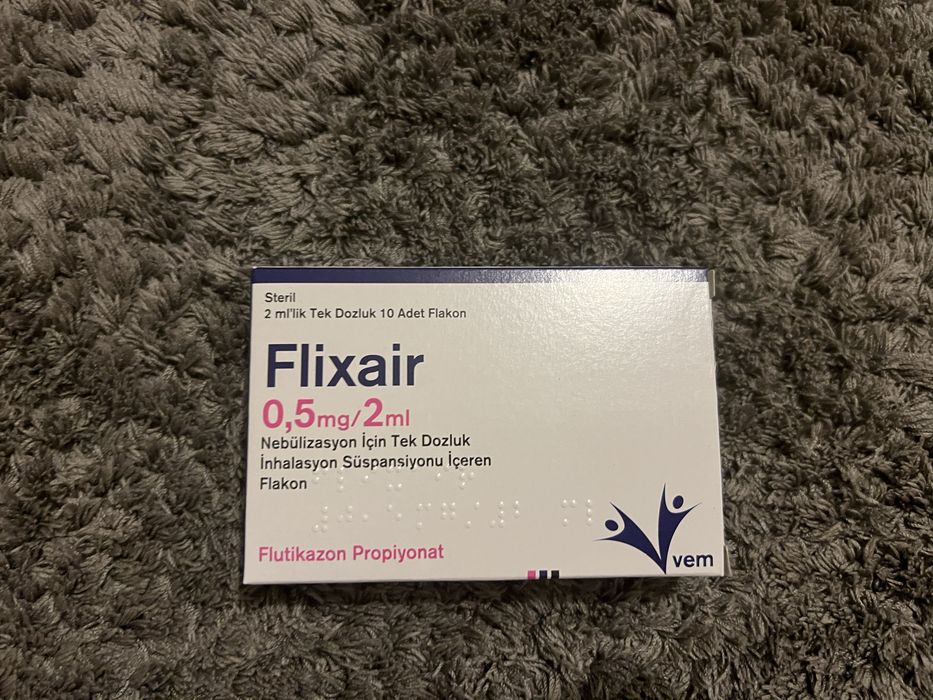 Steril
2 ml'lik Tek Dozluk 10 Adet Flakon
Flixair
0,5mg/2ml
Nebülizasyon İçin Tek Dozluk
İnhalasyon Süspansiyonu İçeren
Flakon
Flutikazon Propiyonat
vem